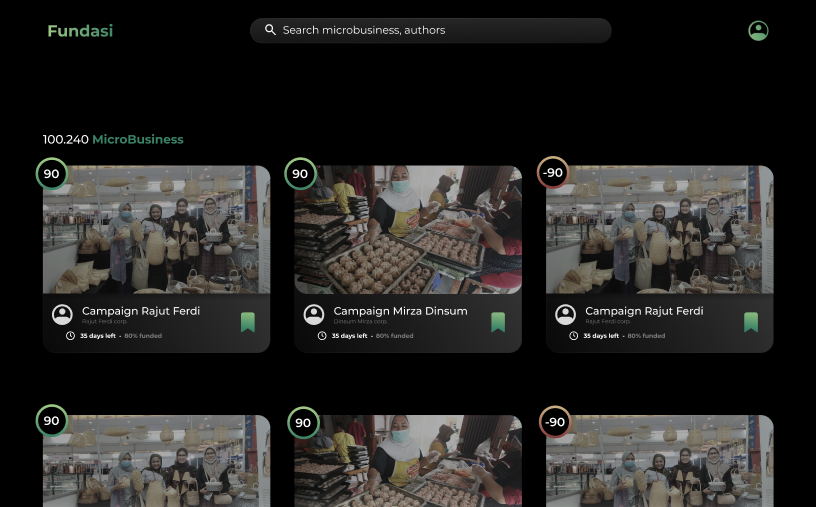 Fundasi
Search microbusiness, authors
100.240 MicroBusiness
90
90
-90
Campaign Rajut Ferdi
Rajut Ferdi corp
35 days left • 80% funded
Campaign Mirza Dinsum
Dinsum Mirza corp
35 days left • 80% funded
Campaign Rajut Ferdi
Rajut Ferdi corp
35 days left • 80% funded
90
90
-90